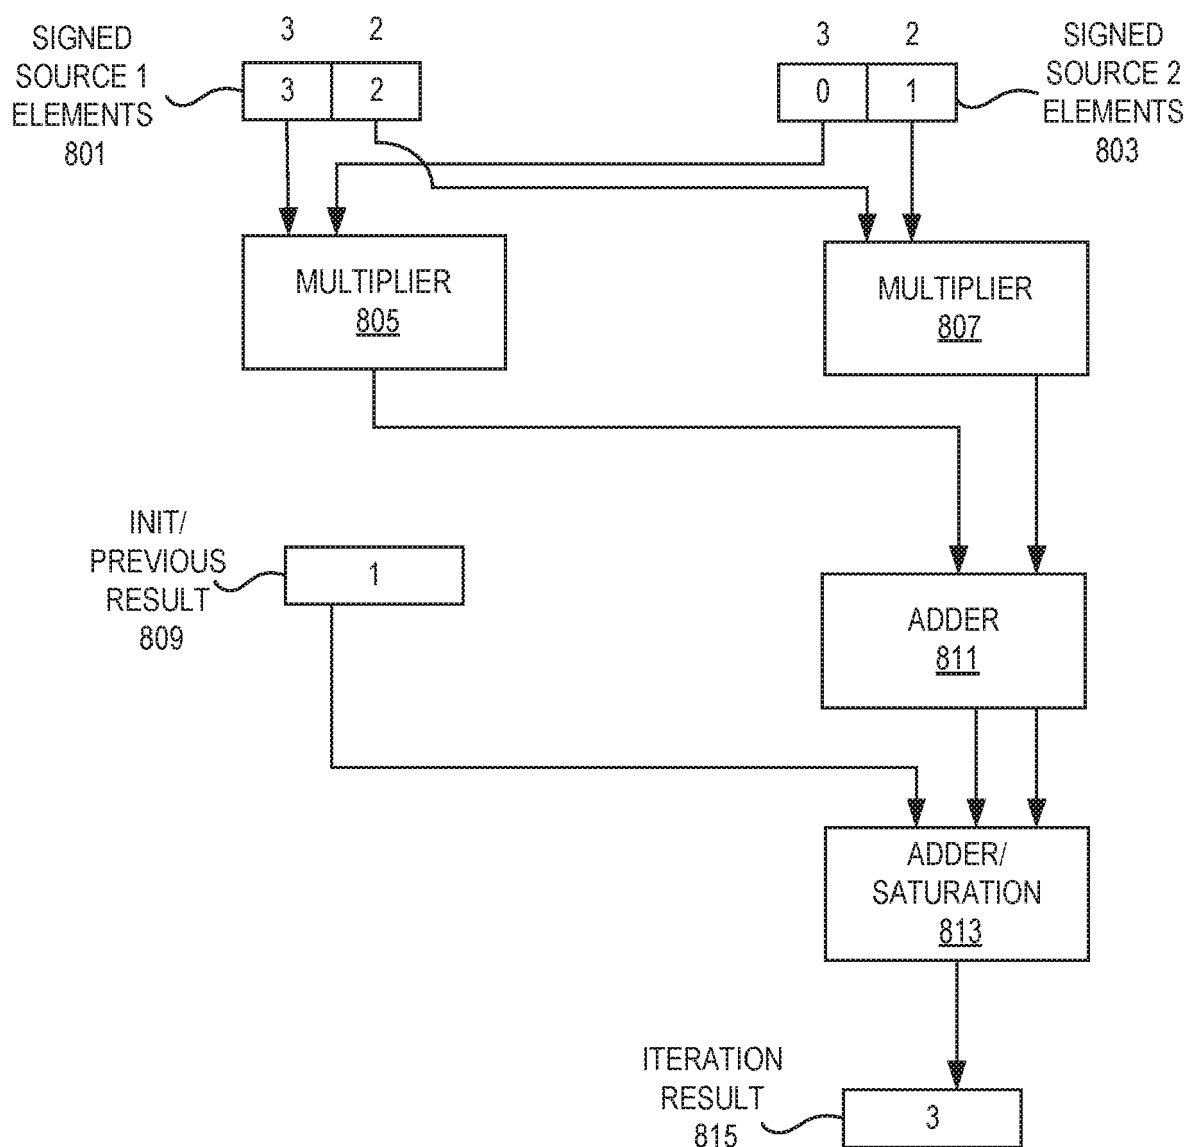 SIGNED
SOURCE 1
ELEMENTS
801
3 2
3 2
3 2
0 1
SIGNED
SOURCE 2
ELEMENTS
803
MULTIPLIER
805
MULTIPLIER
807
INIT/
PREVIOUS
RESULT
809
1
ADDER
811
ADDER/
SATURATION
813
ITERATION
RESULT
815
3